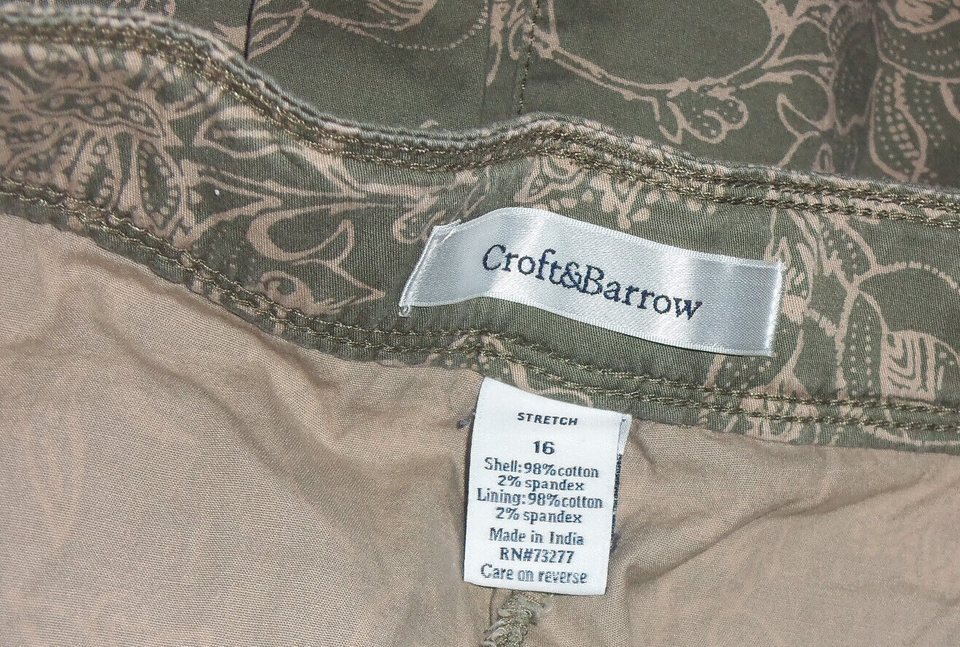 Croft&Barrow
STRETCH
16
Shell:98%cotton
2% spandex
Lining:98%cotton
2% spandex
Made in India
RN#73277
Care on reverse